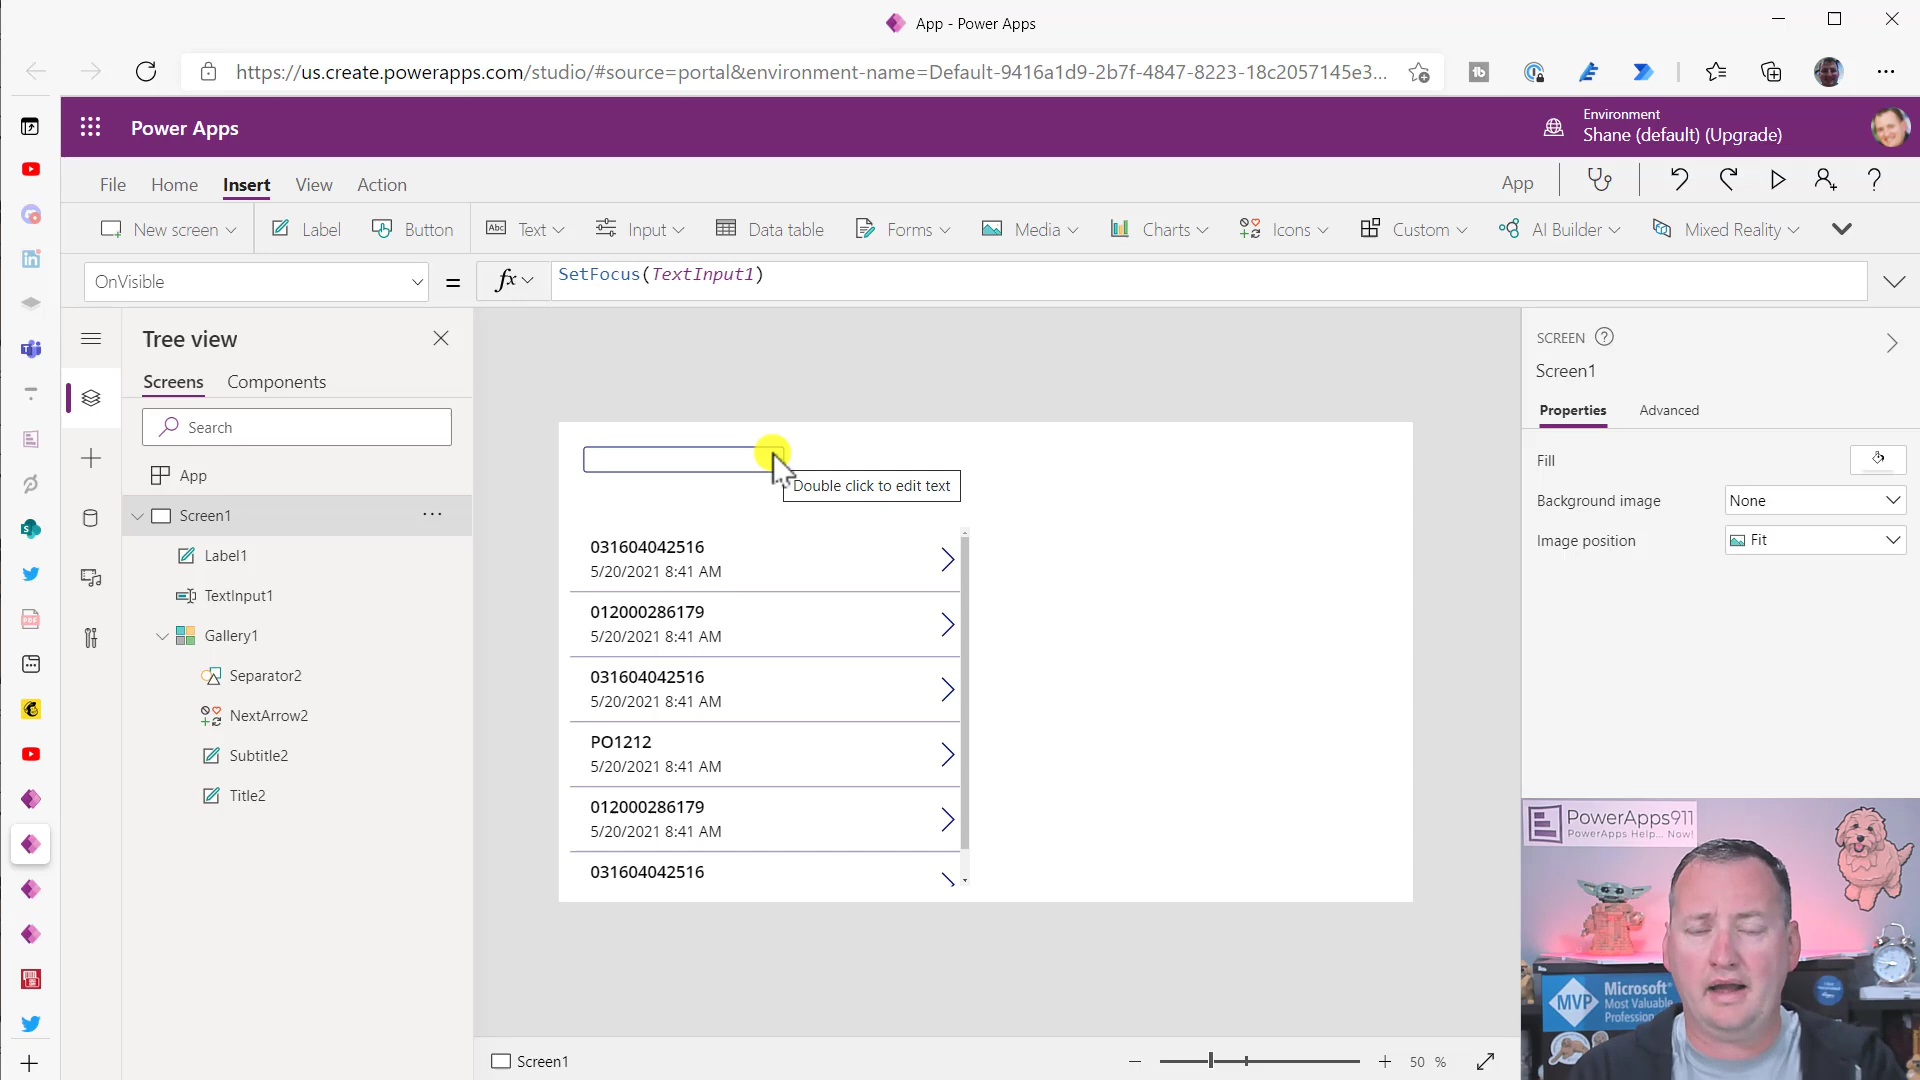 App - Power Apps
https://us.create.powerapps.com/studio/#source=portal&environment-name=Default-9416a1d9-2b7f-4847-8223-18c2057145e3...
Power Apps
Environment
Shane (default) (Upgrade)
File Home Insert View Action
App
New screen Label Button Text Input Data table Forms Media Charts Icons Custom AI Builder Mixed Reality
OnVisible = fx SetFocus(TextInput1)
Tree view
Screens Components
Search
App
Screen1
Label1
TextInput1
Gallery1
Separator2
NextArrow2
Subtitle2
Title2
Double click to edit text
031604042516
5/20/2021 8:41 AM
012000286179
5/20/2021 8:41 AM
031604042516
5/20/2021 8:41 AM
PO1212
5/20/2021 8:41 AM
012000286179
5/20/2021 8:41 AM
031604042516
Screen1
50 %
SCREEN
Screen1
Properties Advanced
Fill
Background image None
Image position Fit
PowerApps911
PowerApps Help... Now!
MVP
Microsoft
Most Valuable
Professional